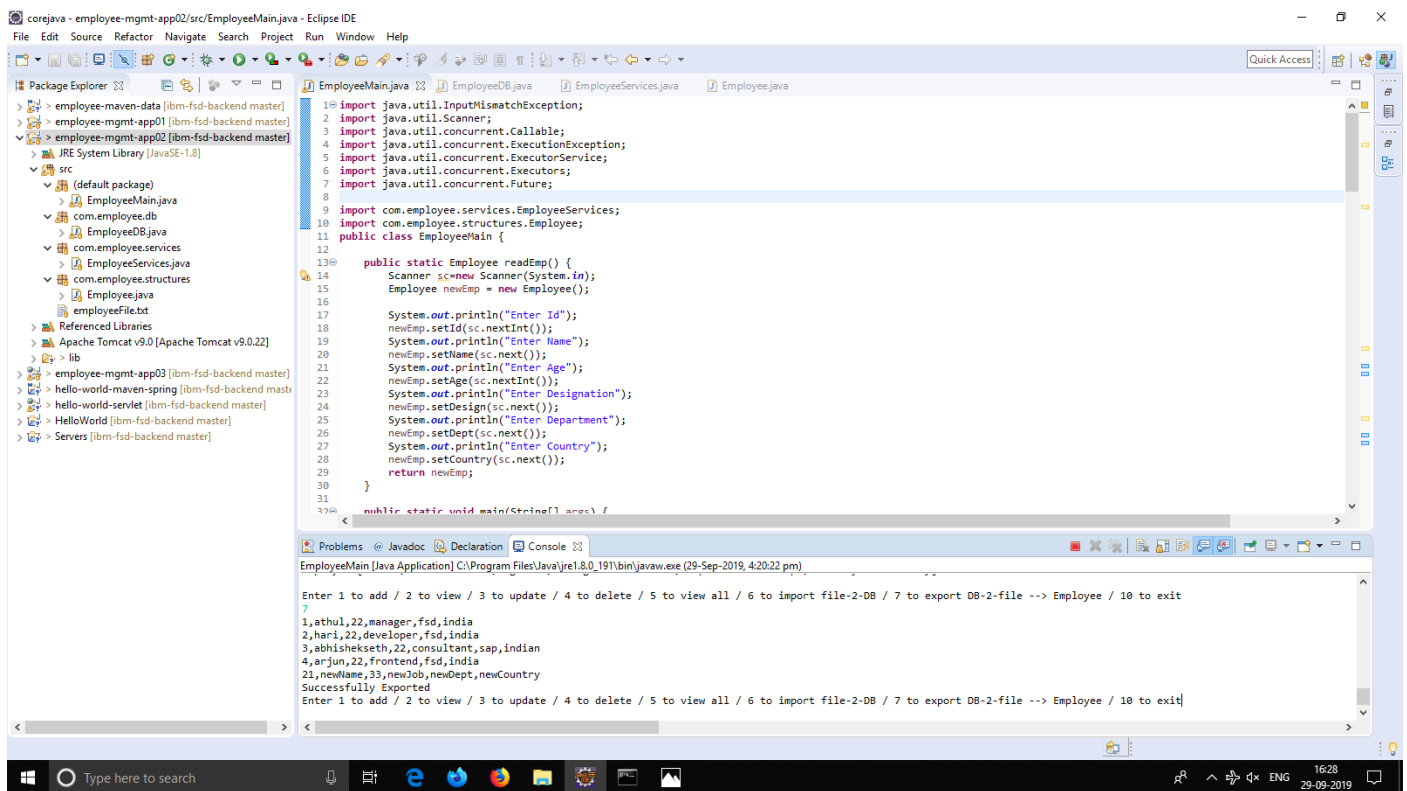 corejava - employee-mgmt-app02/src/EmployeeMain.java - Eclipse IDE
File Edit Source Refactor Navigate Search Project Run Window Help
Quick Access
Package Explorer
> employee-maven-data [ibm-fsd-backend master]
> employee-mgmt-app01 [ibm-fsd-backend master]
> employee-mgmt-app02 [ibm-fsd-backend master]
JRE System Library [JavaSE-1.8]
src
(default package)
EmployeeMain.java
com.employee.db
EmployeeDB.java
com.employee.services
EmployeeServices.java
com.employee.structures
Employee.java
employeeFile.txt
Referenced Libraries
Apache Tomcat v9.0 [Apache Tomcat v9.0.22]
> lib
> employee-mgmt-app03 [ibm-fsd-backend master]
> hello-world-maven-spring [ibm-fsd-backend maste
> hello-world-servlet [ibm-fsd-backend master]
> HelloWorld [ibm-fsd-backend master]
> Servers [ibm-fsd-backend master]
EmployeeMain.java EmployeeDB.java EmployeeServices.java Employee.java
1 import java.util.InputMismatchException;
2 import java.util.Scanner;
3 import java.util.concurrent.Callable;
4 import java.util.concurrent.ExecutionException;
5 import java.util.concurrent.ExecutorService;
6 import java.util.concurrent.Executors;
7 import java.util.concurrent.Future;
8
9 import com.employee.services.EmployeeServices;
10 import com.employee.structures.Employee;
11 public class EmployeeMain {
12
13 public static Employee readEmp() {
14 Scanner sc=new Scanner(System.in);
15 Employee newEmp = new Employee();
16
17 System.out.println("Enter Id");
18 newEmp.setId(sc.nextInt());
19 System.out.println("Enter Name");
20 newEmp.setName(sc.next());
21 System.out.println("Enter Age");
22 newEmp.setAge(sc.nextInt());
23 System.out.println("Enter Designation");
24 newEmp.setDesign(sc.next());
25 System.out.println("Enter Department");
26 newEmp.setDept(sc.next());
27 System.out.println("Enter Country");
28 newEmp.setCountry(sc.next());
29 return newEmp;
30 }
31
32 public static void main(String[] args) {
Problems Javadoc Declaration Console
EmployeeMain [Java Application] C:\Program Files\Java\jre1.8.0_191\bin\javaw.exe (29-Sep-2019, 4:20:22 pm)
Enter 1 to add / 2 to view / 3 to update / 4 to delete / 5 to view all / 6 to import file-2-DB / 7 to export DB-2-file --> Employee / 10 to exit
7
1,athul,22,manager,fsd,india
2,hari,22,developer,fsd,india
3,abhishekseth,22,consultant,sap,indian
4,arjun,22,frontend,fsd,india
21,newName,33,newJob,newDept,newCountry
Successfully Exported
Enter 1 to add / 2 to view / 3 to update / 4 to delete / 5 to view all / 6 to import file-2-DB / 7 to export DB-2-file --> Employee / 10 to exit
Type here to search
ENG
16:28
29-09-2019